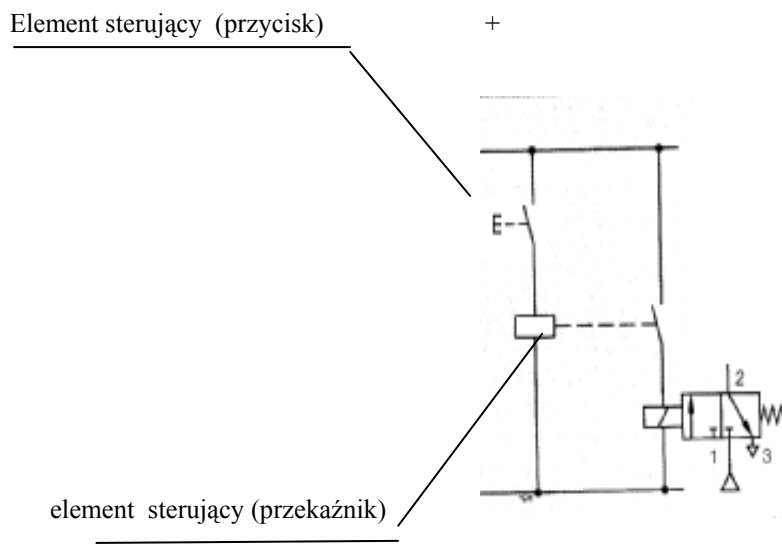 Element sterujący (przycisk)
+
2
1
3
element sterujący (przekaźnik)